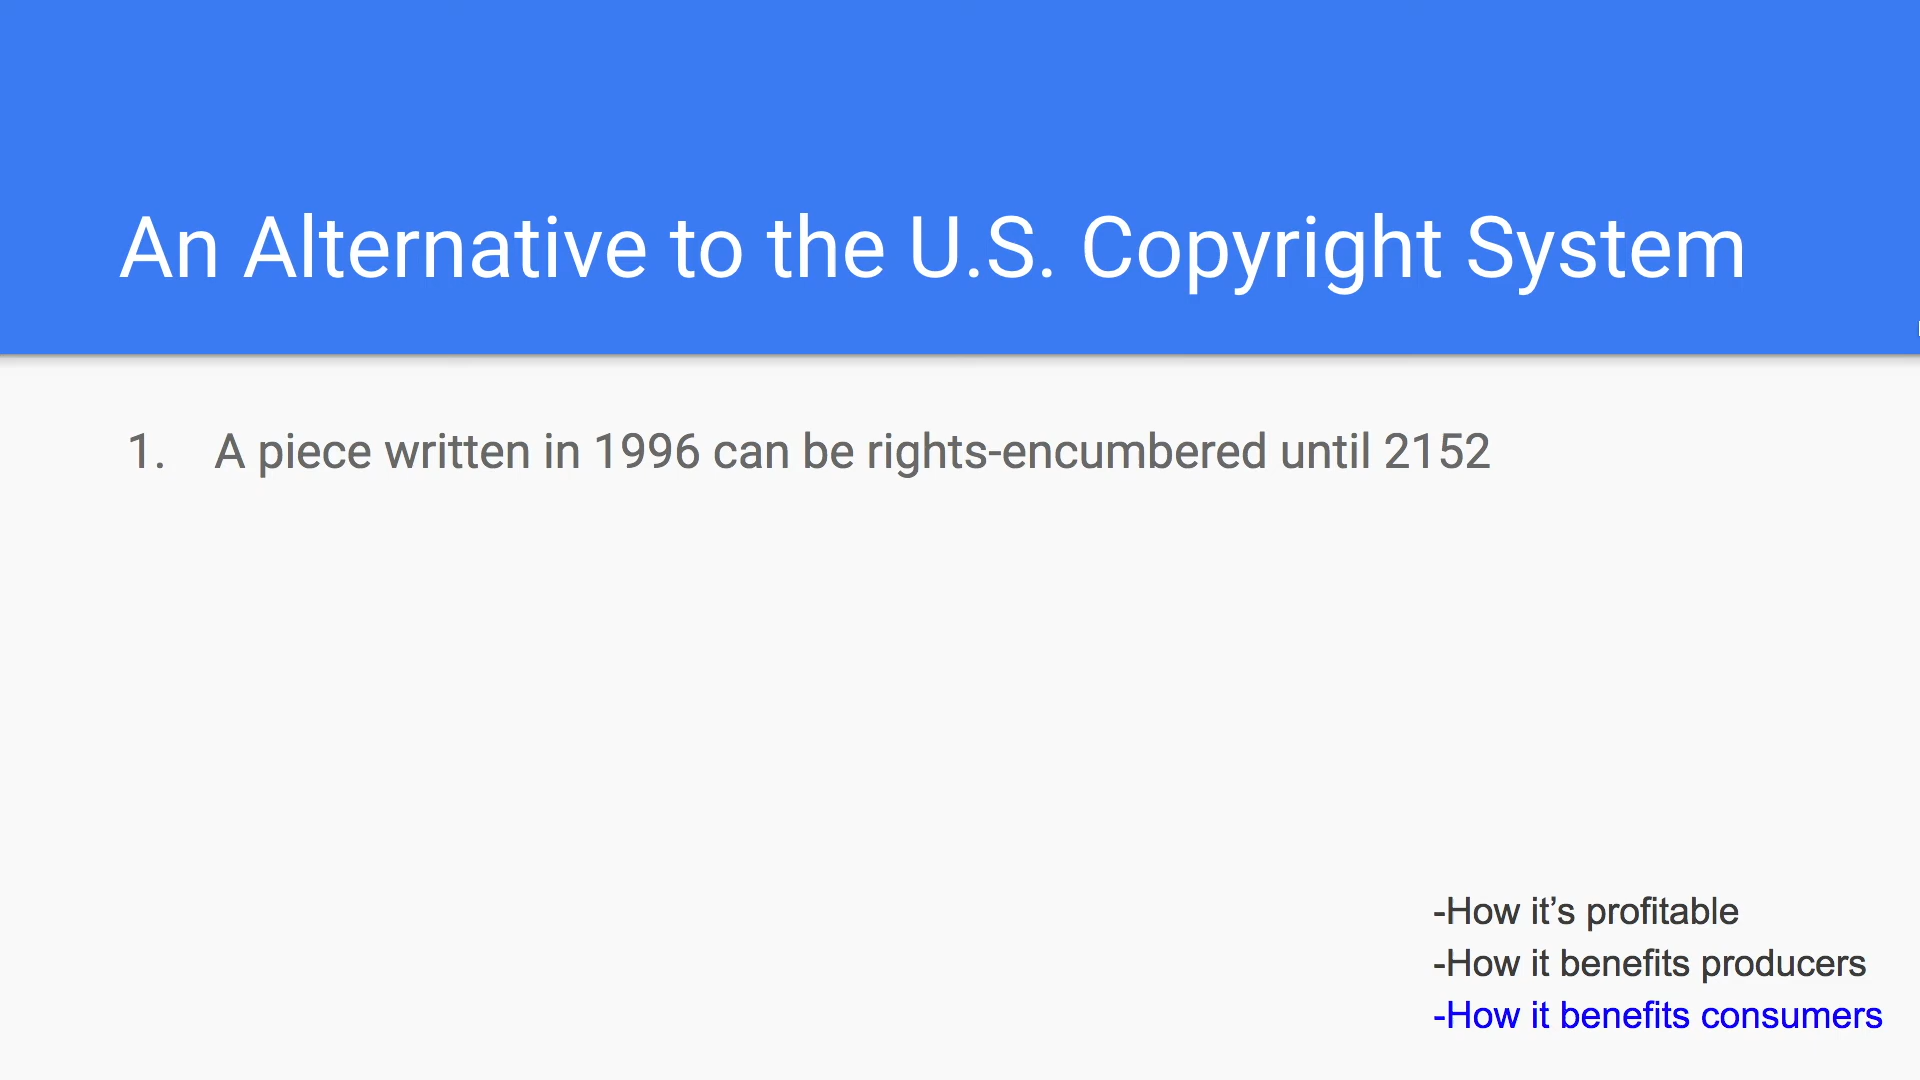 An Alternative to the U.S. Copyright System
1. A piece written in 1996 can be rights-encumbered until 2152
-How it’s profitable
-How it benefits producers
-How it benefits consumers